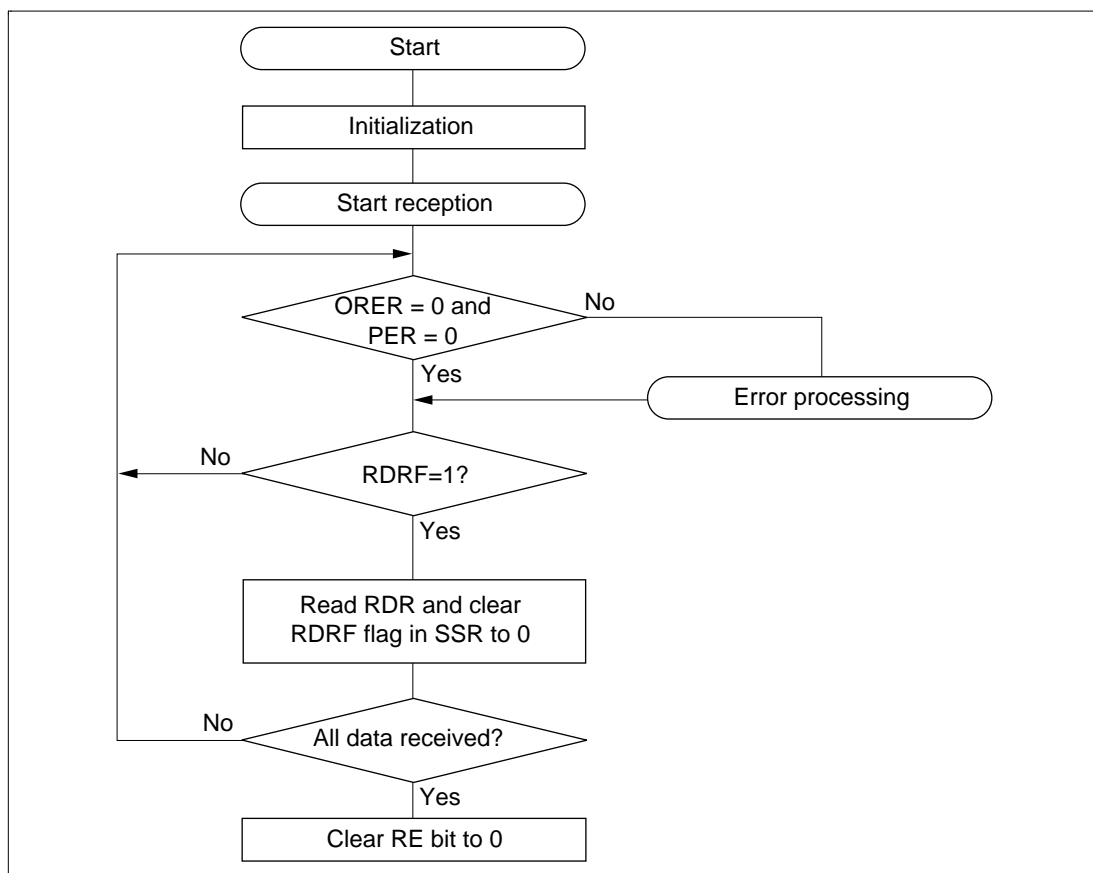 Start
Initialization
Start reception
ORER = 0 and
PER = 0
No
Yes
Error processing
No
RDRF=1?
Yes
Read RDR and clear
RDRF flag in SSR to 0
No
All data received?
Yes
Clear RE bit to 0